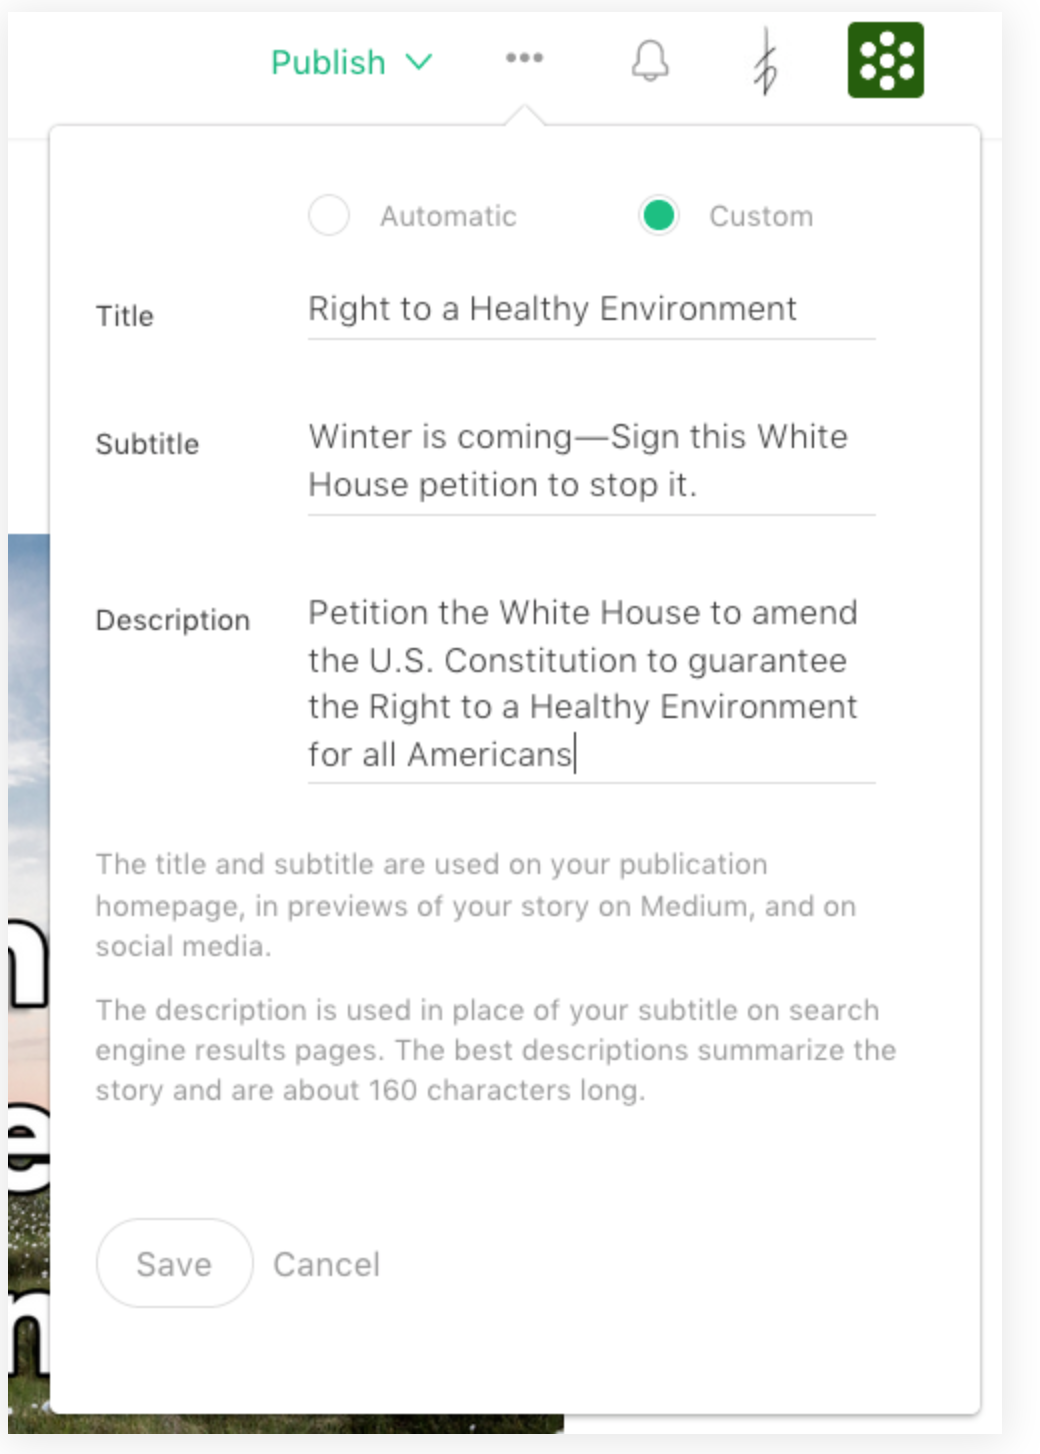 Publish
Automatic
Custom
Title
Right to a Healthy Environment
Subtitle
Winter is coming—Sign this White
House petition to stop it.
Description
Petition the White House to amend
the U.S. Constitution to guarantee
the Right to a Healthy Environment
for all Americans
The title and subtitle are used on your publication
homepage, in previews of your story on Medium, and on
social media.
The description is used in place of your subtitle on search
engine results pages. The best descriptions summarize the
story and are about 160 characters long.
Save
Cancel